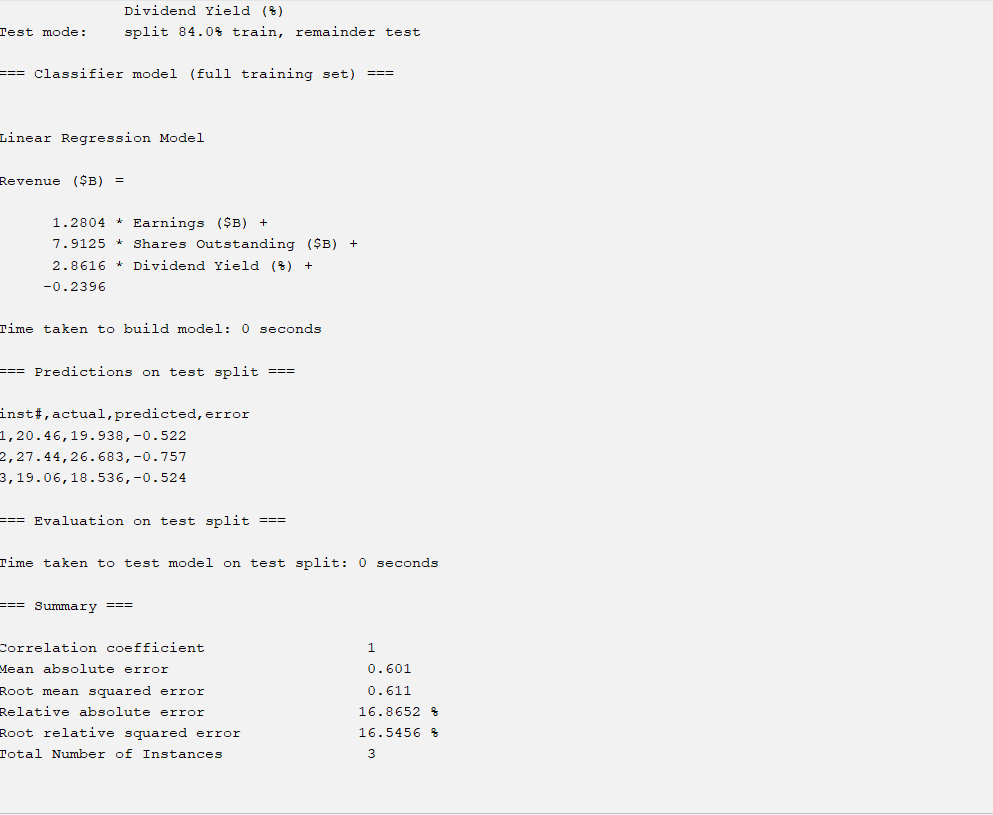 Dividend Yield (%)
Test mode:    split 84.0% train, remainder test
=== Classifier model (full training set) ===
Linear Regression Model
Revenue ($B) =
1.2804 * Earnings ($B) +
7.9125 * Shares Outstanding ($B) +
2.8616 * Dividend Yield (%) +
-0.2396
Time taken to build model: 0 seconds
=== Predictions on test split ===
inst#,actual,predicted,error
1,20.46,19.938,-0.522
2,27.44,26.683,-0.757
3,19.06,18.536,-0.524
=== Evaluation on test split ===
Time taken to test model on test split: 0 seconds
=== Summary ===
Correlation coefficient                  1
Mean absolute error                      0.601
Root mean squared error                  0.611
Relative absolute error                 16.8652 %
Root relative squared error             16.5456 %
Total Number of Instances                3